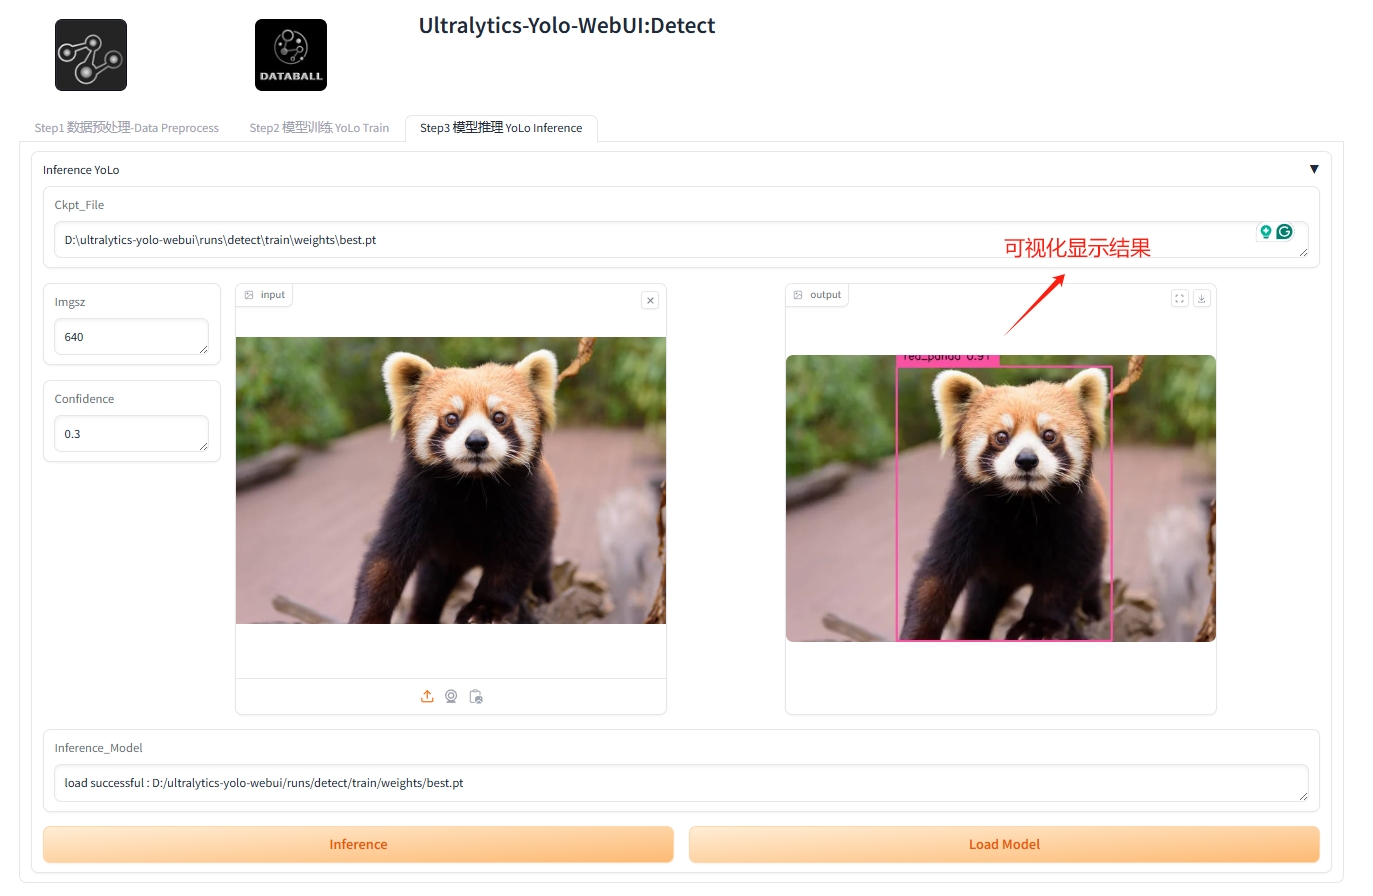 Ultralytics-Yolo-WebUI:Detect
DATABALL
Step1 数据预处理-Data Preprocess
Step2 模型训练 YoLo Train
Step3 模型推理 YoLo Inference
Inference YoLo
Ckpt_File
D:\ultralytics-yolo-webui\runs\detect\train\weights\best.pt
可视化显示结果
Imgsz
640
Confidence
0.3
input
output
red_panda 0.91
Inference_Model
load successful : D:/ultralytics-yolo-webui/runs/detect/train/weights/best.pt
Inference
Load Model